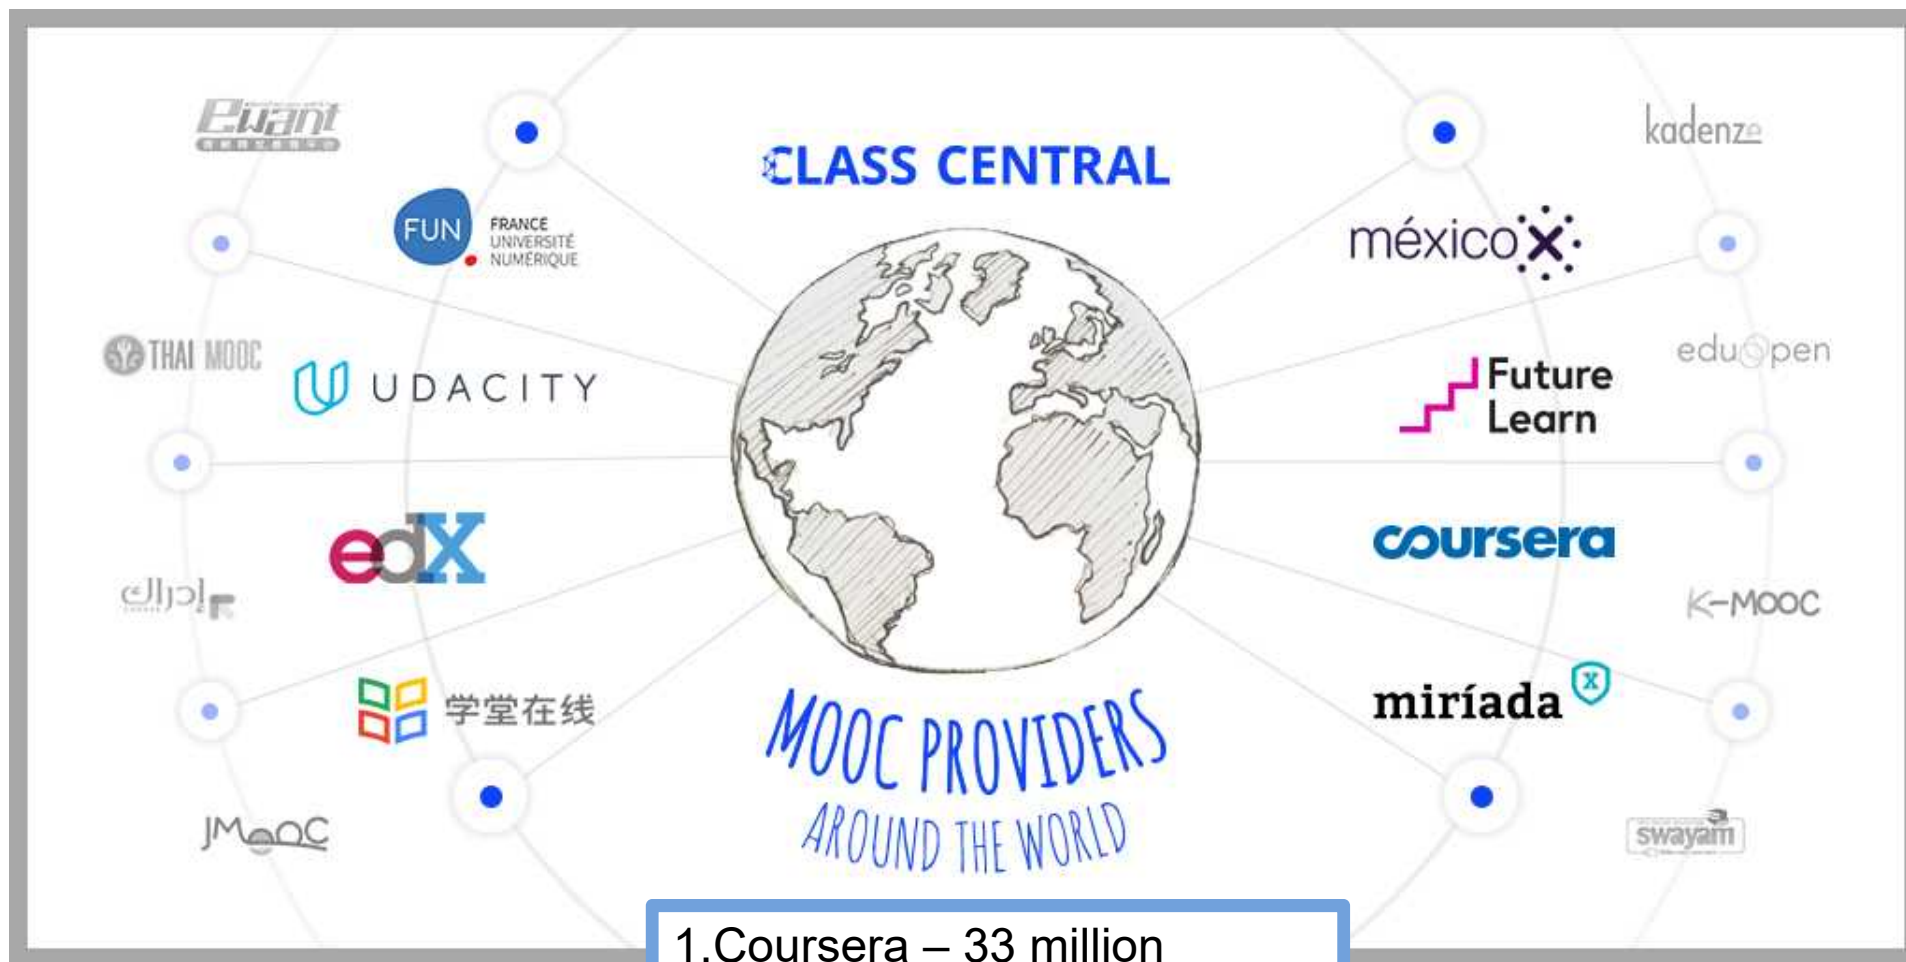 CLASS CENTRAL
ewant
FUN
FRANCE
UNIVERSITÉ
NUMÉRIQUE
THAI MOOC
UDACITY
edX
إدراك
学堂在线
JMOOC
kadenze
méxicoX
eduOpen
Future
Learn
coursera
K-MOOC
miríada X
swayam
MOOC PROVIDERS
AROUND THE WORLD
1.Coursera – 33 million